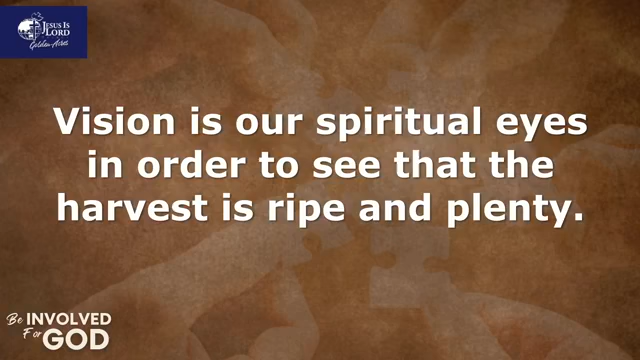 JESUS IS
LORD
Golden Acres
Vision is our spiritual eyes
in order to see that the
harvest is ripe and plenty.
Be INVOLVED
For GOD